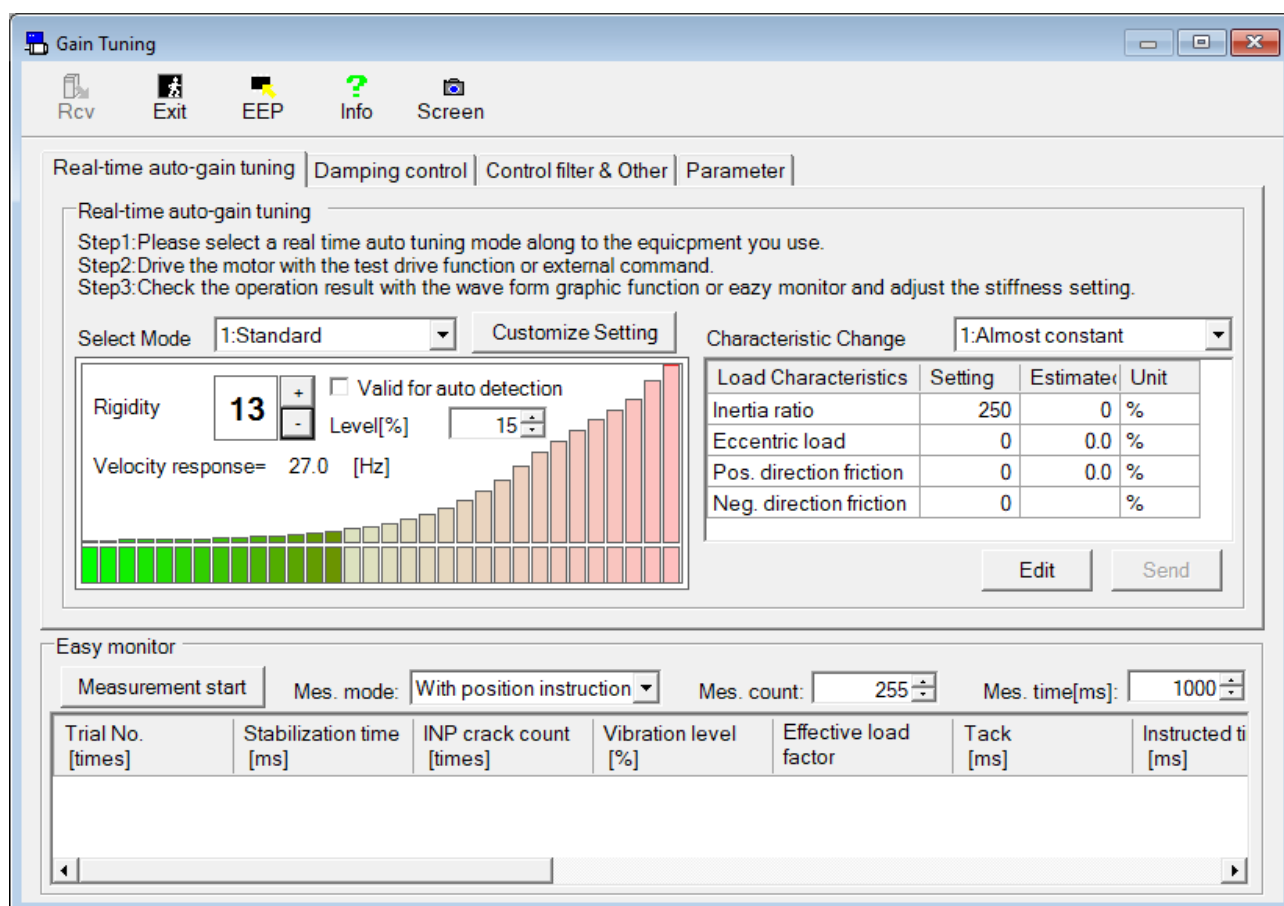 Gain Tuning
Rcv Exit EEP Info Screen
Real-time auto-gain tuning Damping control Control filter & Other Parameter
Real-time auto-gain tuning
Step1:Please select a real time auto tuning mode along to the equicpment you use.
Step2:Drive the motor with the test drive function or external command.
Step3:Check the operation result with the wave form graphic function or eazy monitor and adjust the stiffness setting.
Select Mode 1:Standard Customize Setting Characteristic Change 1:Almost constant
Rigidity 13 + - Valid for auto detection
Level[%] 15
Velocity response= 27.0 [Hz]
Load Characteristics Setting Estimated Unit
Inertia ratio 250 0 %
Eccentric load 0 0.0 %
Pos. direction friction 0 0.0 %
Neg. direction friction 0 %
Edit Send
Easy monitor
Measurement start Mes. mode: With position instruction Mes. count: 255 Mes. time[ms]: 1000
Trial No. Stabilization time INP crack count Vibration level Effective load Tack Instructed ti
[times] [ms] [times] [%] factor [ms] [ms]